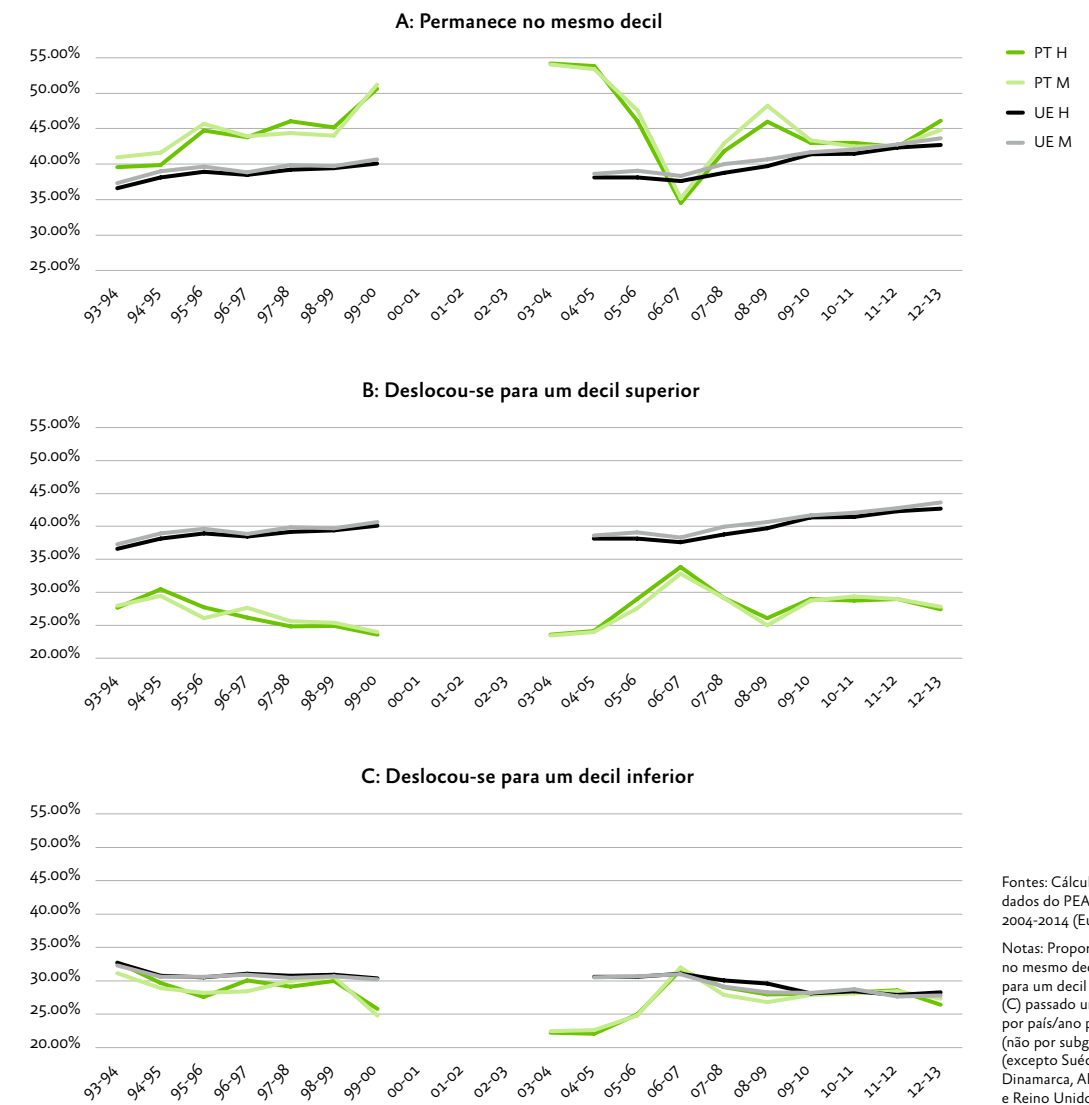 A: Permanece no mesmo decil
55.00%
50.00%
45.00%
40.00%
35.00%
30.00%
25.00%
93-94 94-95 95-96 96-97 97-98 98-99 99-00 00-01 01-02 02-03 03-04 04-05 05-06 06-07 07-08 08-09 09-10 10-11 11-12 12-13
PT H
PT M
UE H
UE M
B: Deslocou-se para um decil superior
55.00%
50.00%
45.00%
40.00%
35.00%
30.00%
25.00%
20.00%
93-94 94-95 95-96 96-97 97-98 98-99 99-00 00-01 01-02 02-03 03-04 04-05 05-06 06-07 07-08 08-09 09-10 10-11 11-12 12-13
C: Deslocou-se para um decil inferior
55.00%
50.00%
45.00%
40.00%
35.00%
30.00%
25.00%
20.00%
93-94 94-95 95-96 96-97 97-98 98-99 99-00 00-01 01-02 02-03 03-04 04-05 05-06 06-07 07-08 08-09 09-10 10-11 11-12 12-13
Fontes:
dados do
2004-2014
Notas:
no mesmo
para um decil
(C) passado
por país/ano
(não por
(excepto
Dinamarca,
e Reino